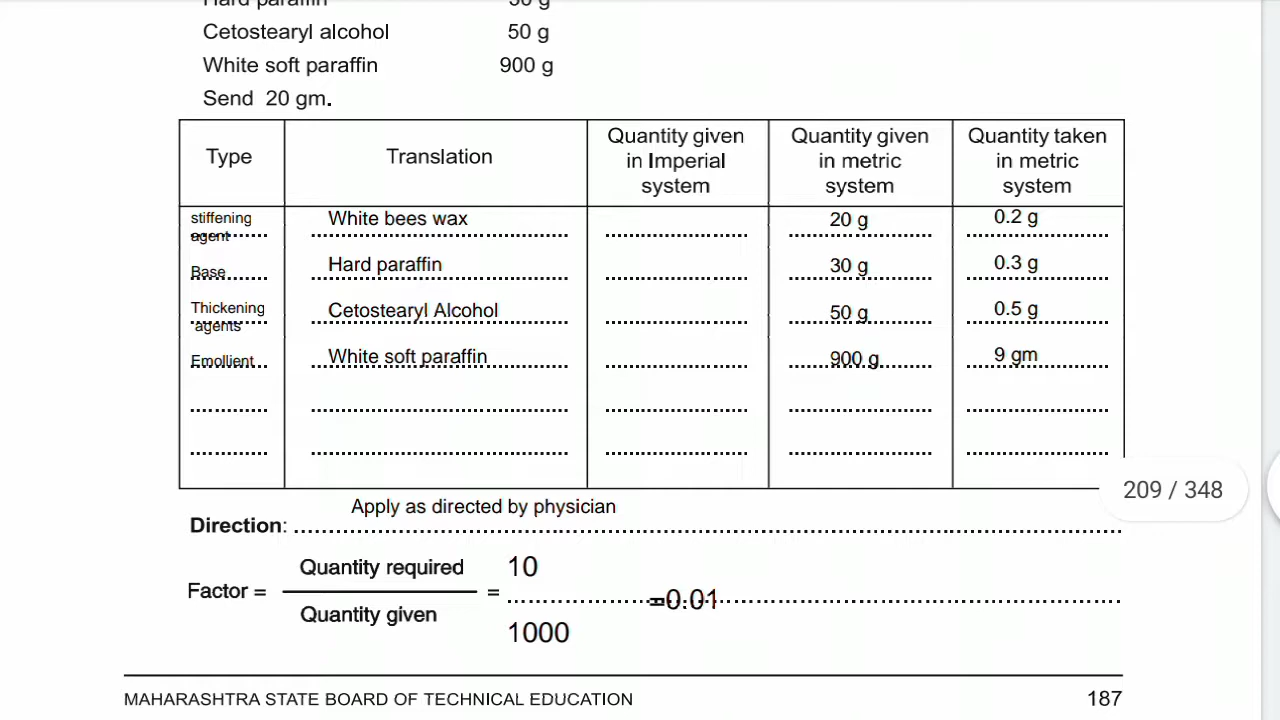 Hard paraffin 30 g
Cetostearyl alcohol 50 g
White soft paraffin 900 g
Send 20 gm.
Type Translation Quantity given in Imperial system Quantity given in metric system Quantity taken in metric system
stiffening agent White bees wax 20 g 0.2 g
Base Hard paraffin 30 g 0.3 g
Thickening agents Cetostearyl Alcohol 50 g 0.5 g
Emollient White soft paraffin 900 g 9 gm
209 / 348
Apply as directed by physician
Direction:
Factor = Quantity required / Quantity given = 10 / 1000 =0.01
MAHARASHTRA STATE BOARD OF TECHNICAL EDUCATION 187